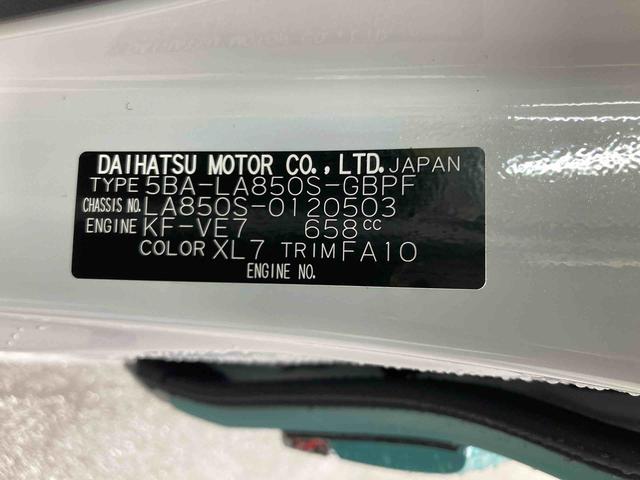 DAIHATSU MOTOR CO., LTD. JAPAN
TYPE 5BA-LA850S-GBPF
CHASSIS NO. LA850S-0120503
ENGINE KF-VE7 658cc
COLOR XL7 TRIM FA10
ENGINE NO.